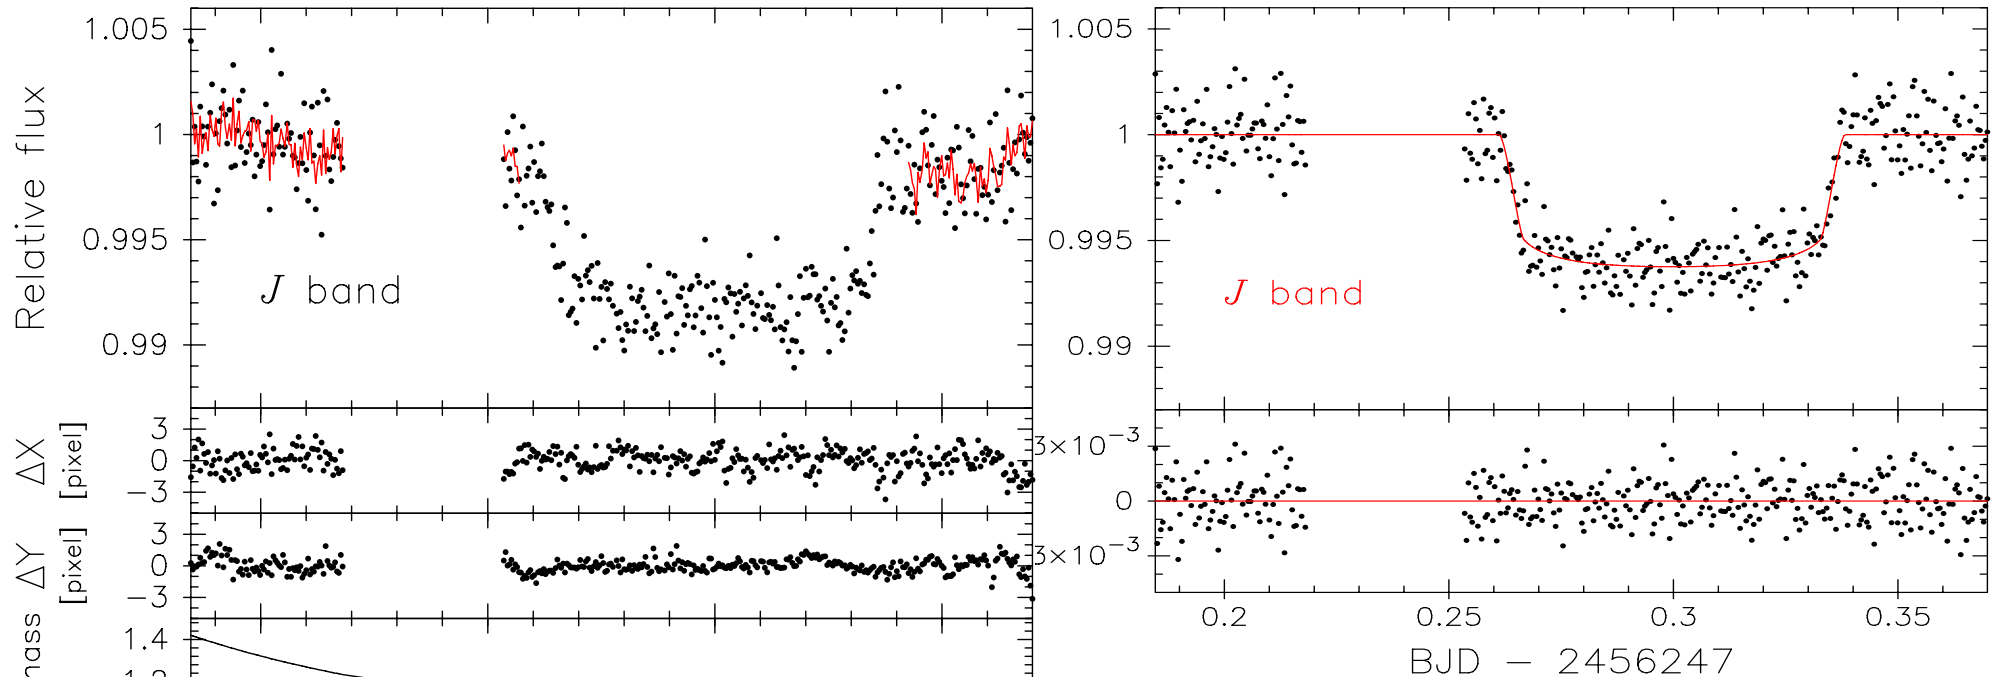 Relative flux
1.005
1
0.995
0.99
J band
ΔX
[pixel]
3
0
−3
ΔY
[pixel]
3
0
−3
1.4
1.005
1
0.995
0.99
J band
3×10⁻³
0
3×10⁻³
0.2
0.25
0.3
0.35
BJD − 2456247